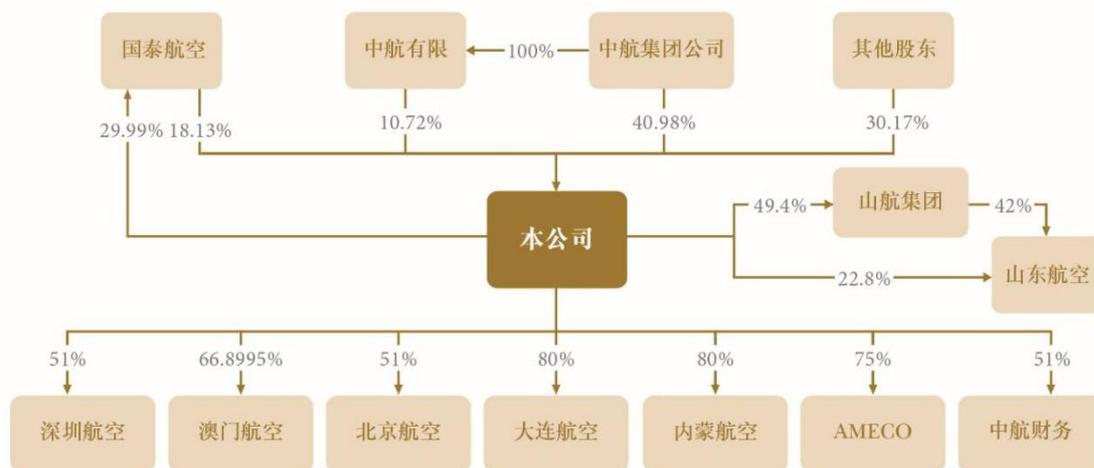 国泰航空
中航有限
100%
中航集团公司
其他股东
29.99%
18.13%
10.72%
40.98%
30.17%
本公司
49.4%
山航集团
42%
22.8%
山东航空
51%
66.8995%
51%
80%
80%
75%
51%
深圳航空
澳门航空
北京航空
大连航空
内蒙航空
AMECO
中航财务